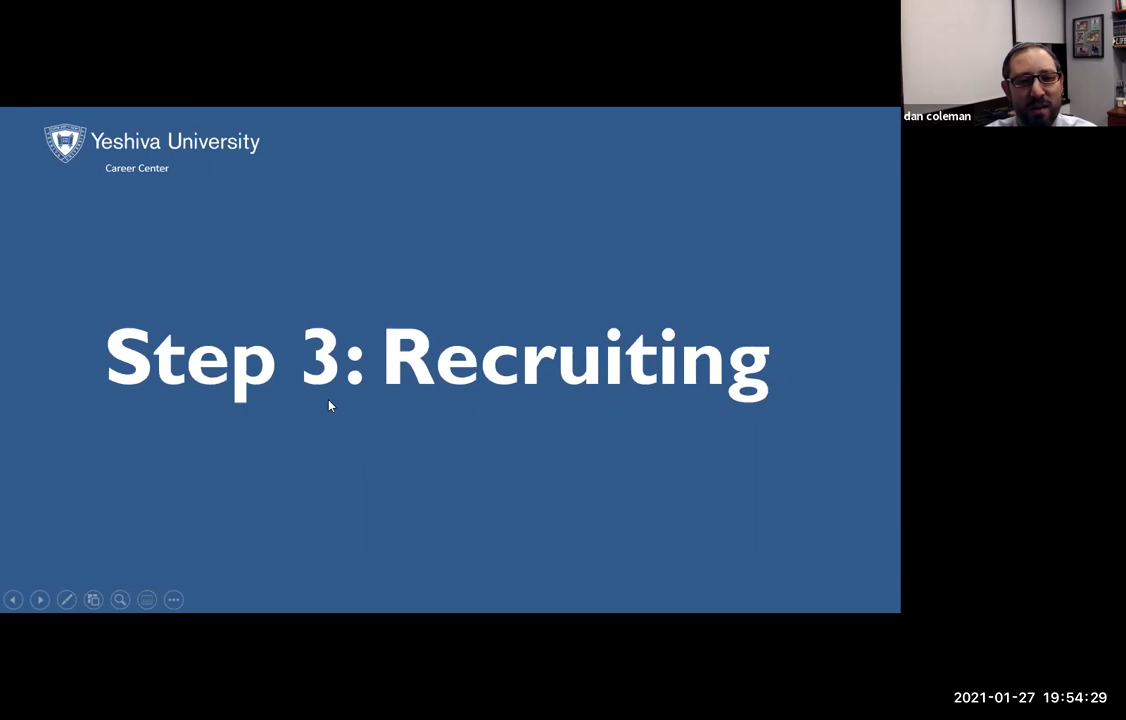 Yeshiva University
Career Center
Step 3: Recruiting
dan coleman
2021-01-27 19:54:29